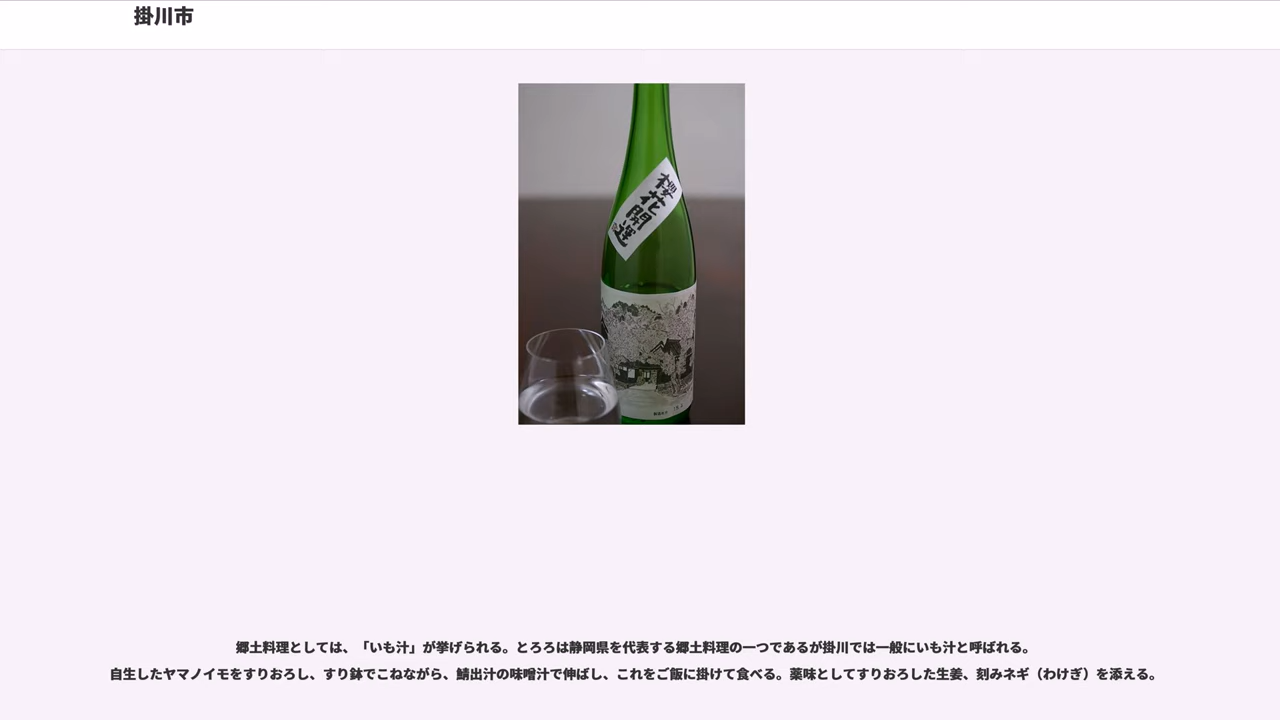 掛川市
櫻花開運
郷土料理としては、「いも汁」が挙げられる。とろろは静岡県を代表する郷土料理の一つであるが掛川では一般にいも汁と呼ばれる。
自生したヤマノイモをすりおろし、すり鉢でこねながら、鯖出汁の味噌汁で伸ばし、これをご飯に掛けて食べる。薬味としてすりおろした生姜、刻みネギ（わけぎ）を添える。